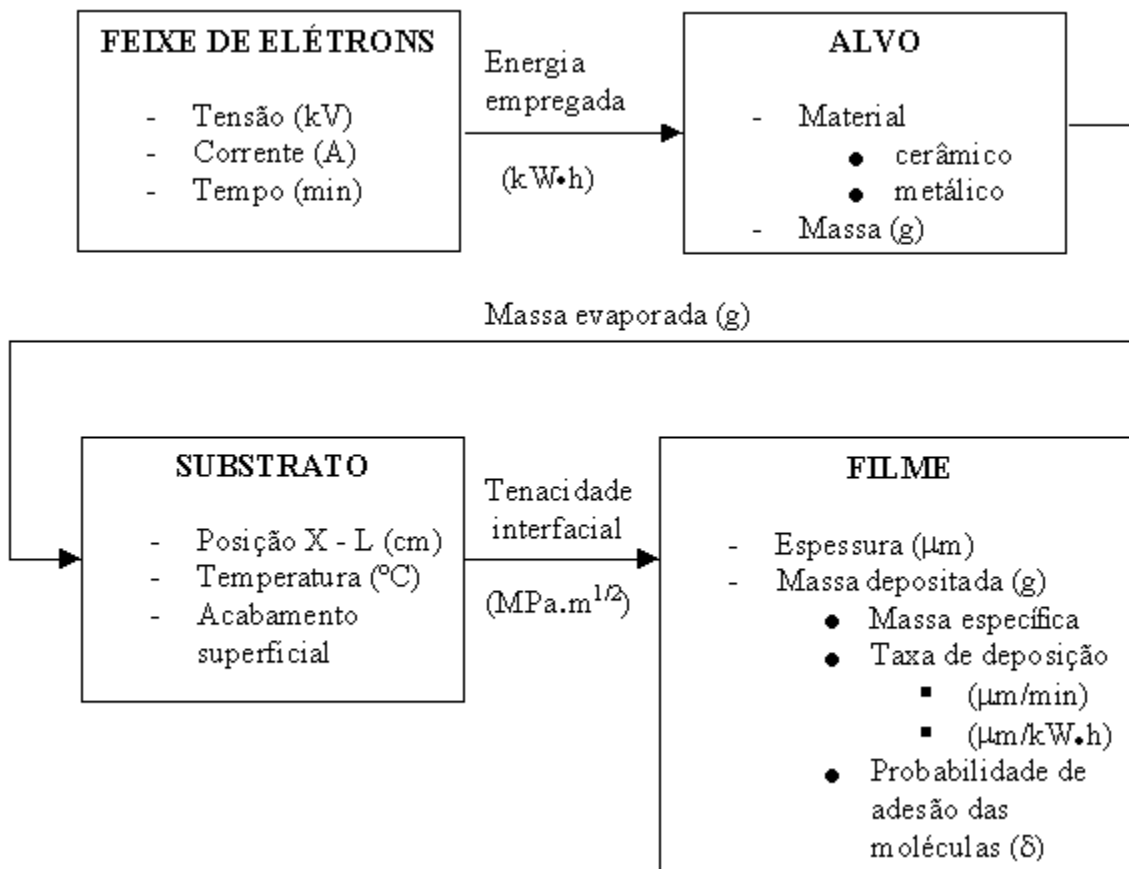 FEIXE DE ELÉTRONS
- Tensão (kV)
- Corrente (A)
- Tempo (min)
Energia
empregada
(kW•h)
ALVO
- Material
● cerâmico
● metálico
- Massa (g)
Massa evaporada (g)
SUBSTRATO
- Posição X - L (cm)
- Temperatura (ºC)
- Acabamento
superficial
Tenacidade
interfacial
(MPa.m^1/2)
FILME
- Espessura (μm)
- Massa depositada (g)
● Massa específica
● Taxa de deposição
▪ (μm/min)
▪ (μm/kW•h)
● Probabilidade de
adesão das
moléculas (δ)